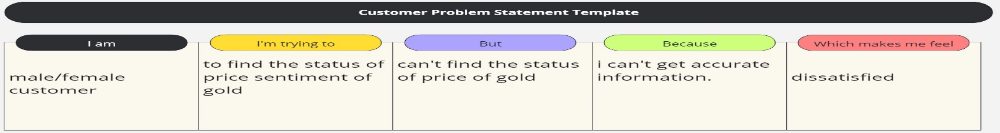 Customer Problem Statement Template
I am
I'm trying to
But
Because
Which makes me feel
male/female
customer
to find the status of
price sentiment of
gold
can't find the status
of price of gold
i can't get accurate
information.
dissatisfied